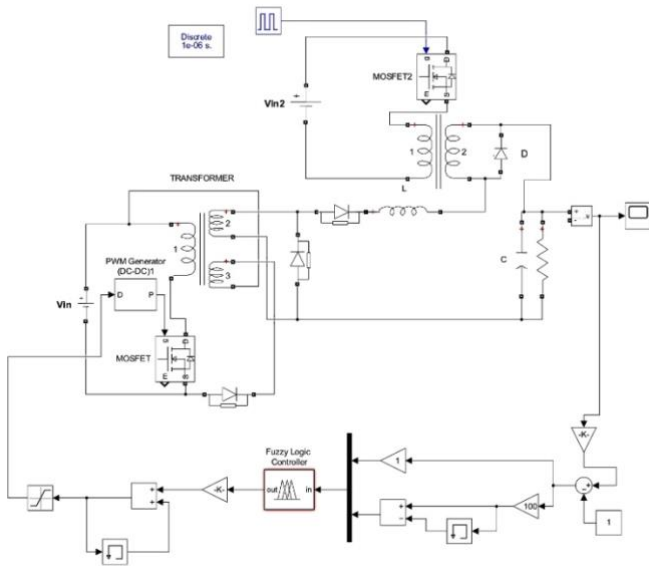 Discrete
1e-06 s.
MOSFET2
g
D
E
S
Vin2
+
1
2
+
+
D
L
TRANSFORMER
+
1
+
2
+
3
+
PWM Generator
(DC-DC)1
D
P
Vin
+
MOSFET
g
D
E
S
+
C
+
+
-
v
-K-
Fuzzy Logic
Controller
out
in
1
-K-
+
+
+
−
100
−
+
1